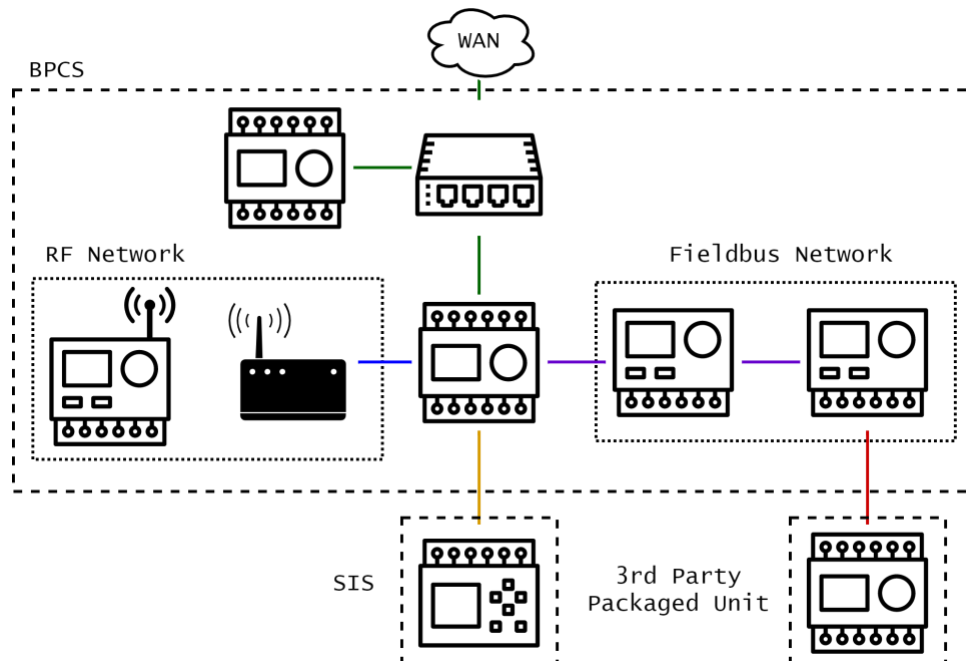 WAN
BPCS
RF Network
Fieldbus Network
SIS
3rd Party
Packaged Unit